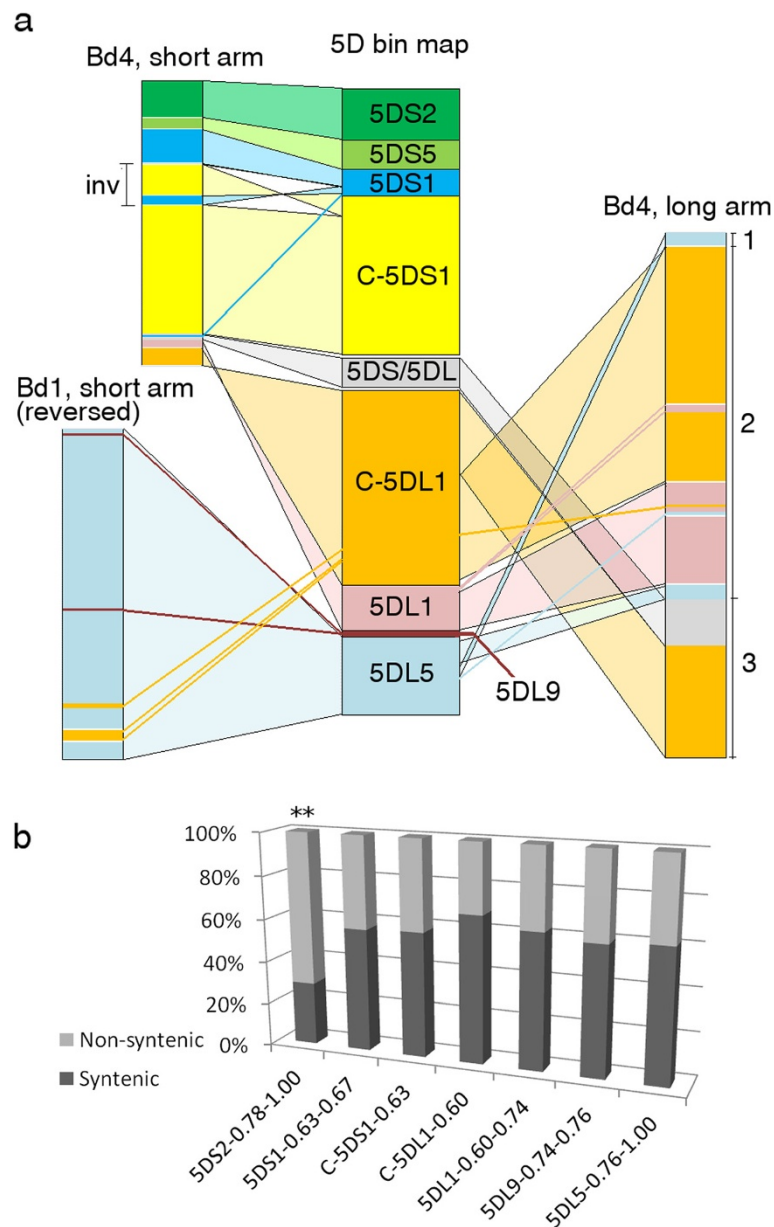 a
5D bin map
Bd4, short arm
5DS2
5DS5
5DS1
inv
C-5DS1
Bd4, long arm
1
5DS/5DL
Bd1, short arm
(reversed)
C-5DL1
2
5DL1
5DL5
5DL9
3
b
**
100%
80%
60%
40%
20%
0%
Non-syntenic
Syntenic
5DS2-0.78-1.00
5DS1-0.63-0.67
C-5DS1-0.63
C-5DL1-0.60
5DL1-0.60-0.74
5DL9-0.74-0.76
5DL5-0.76-1.00